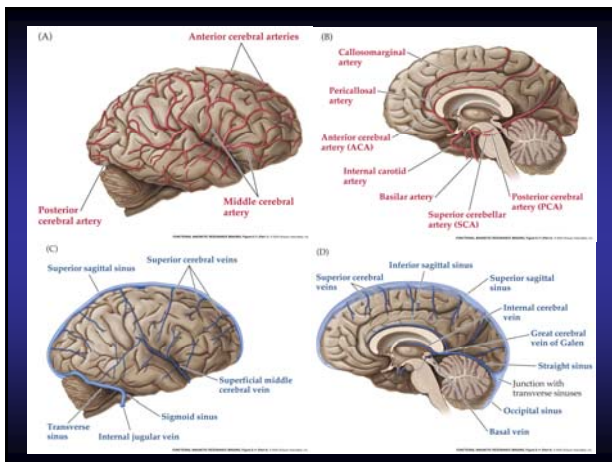 (A)
Anterior cerebral arteries
Posterior
cerebral artery
Middle cerebral
artery
(B)
Callosomarginal
artery
Pericallosal
artery
Anterior cerebral
artery (ACA)
Internal carotid
artery
Basilar artery
Superior cerebellar
artery (SCA)
Posterior cerebral
artery (PCA)
(C)
Superior sagittal sinus
Superior cerebral veins
Superficial middle
cerebral vein
Sigmoid sinus
Transverse
sinus
Internal jugular vein
(D)
Superior cerebral
veins
Inferior sagittal sinus
Superior sagittal
sinus
Internal cerebral
vein
Great cerebral
vein of Galen
Straight sinus
Junction with
transverse sinuses
Occipital sinus
Basal vein